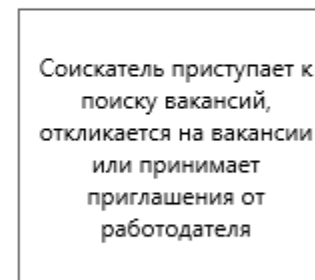 Соискатель приступает к
поиску вакансий,
откликается на вакансии
или принимает
приглашения от
работодателя